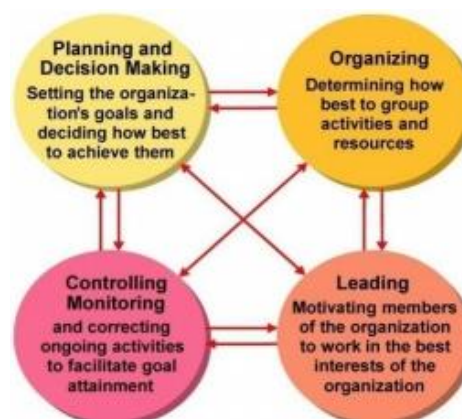 Planning and
Decision Making
Setting the organiza-
tion's goals and
deciding how best
to achieve them
Organizing
Determining how
best to group
activities and
resources
Controlling
Monitoring
and correcting
ongoing activities
to facilitate goal
attainment
Leading
Motivating members
of the organization
to work in the best
interests of the
organization